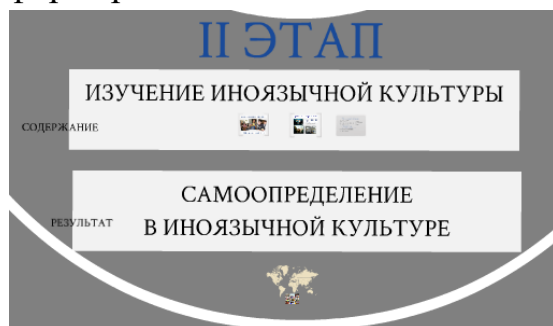 II ЭТАП
ИЗУЧЕНИЕ ИНОЯЗЫЧНОЙ КУЛЬТУРЫ
СОДЕРЖАНИЕ
САМООПРЕДЕЛЕНИЕ
РЕЗУЛЬТАТ
В ИНОЯЗЫЧНОЙ КУЛЬТУРЕ